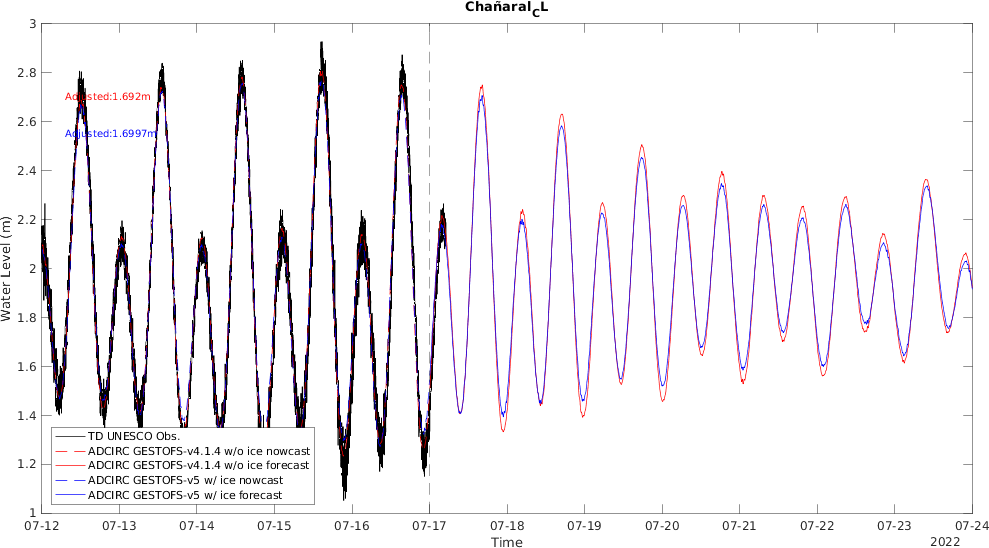 Chañaral_CL
3
2.8
2.6
2.4
2.2
2
1.8
1.6
1.4
1.2
1
Water Level (m)
Adjusted:1.692m
Adjusted:1.6997m
TD UNESCO Obs.
ADCIRC GESTOFS-v4.1.4 w/o ice nowcast
ADCIRC GESTOFS-v4.1.4 w/o ice forecast
ADCIRC GESTOFS-v5 w/ ice nowcast
ADCIRC GESTOFS-v5 w/ ice forecast
07-12 07-13 07-14 07-15 07-16 07-17 07-18 07-19 07-20 07-21 07-22 07-23 07-24
Time
2022